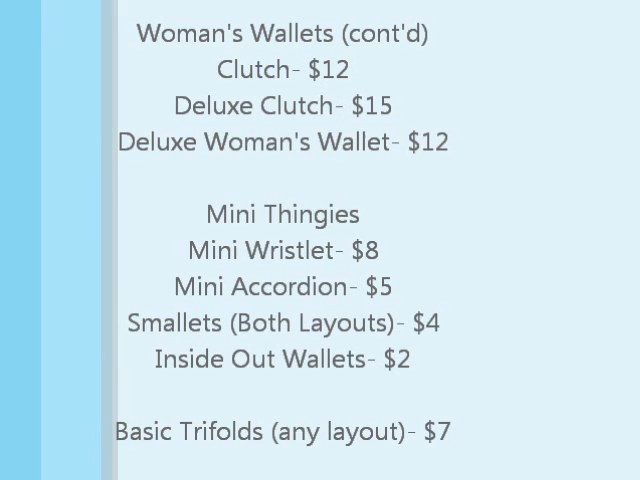 Woman's Wallets (cont'd)
Clutch- $12
Deluxe Clutch- $15
Deluxe Woman's Wallet- $12
Mini Thingies
Mini Wristlet- $8
Mini Accordion- $5
Smallets (Both Layouts)- $4
Inside Out Wallets- $2
Basic Trifolds (any layout)- $7